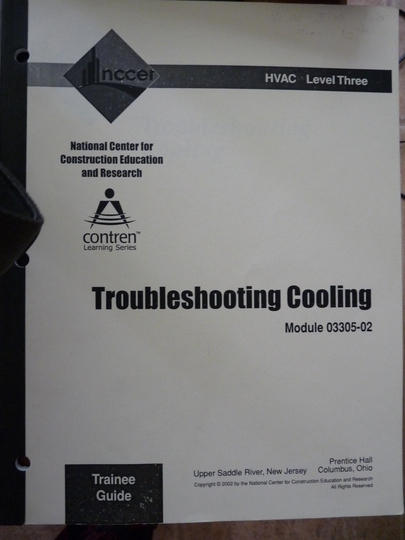 nccer
HVAC Level Three
National Center for
Construction Education
and Research
contren™
Learning Series
Troubleshooting Cooling
Module 03305-02
Prentice Hall
Upper Saddle River, New Jersey Columbus, Ohio
Copyright © 2002 by the National Center for Construction Education and Research
All Rights Reserved
Trainee
Guide